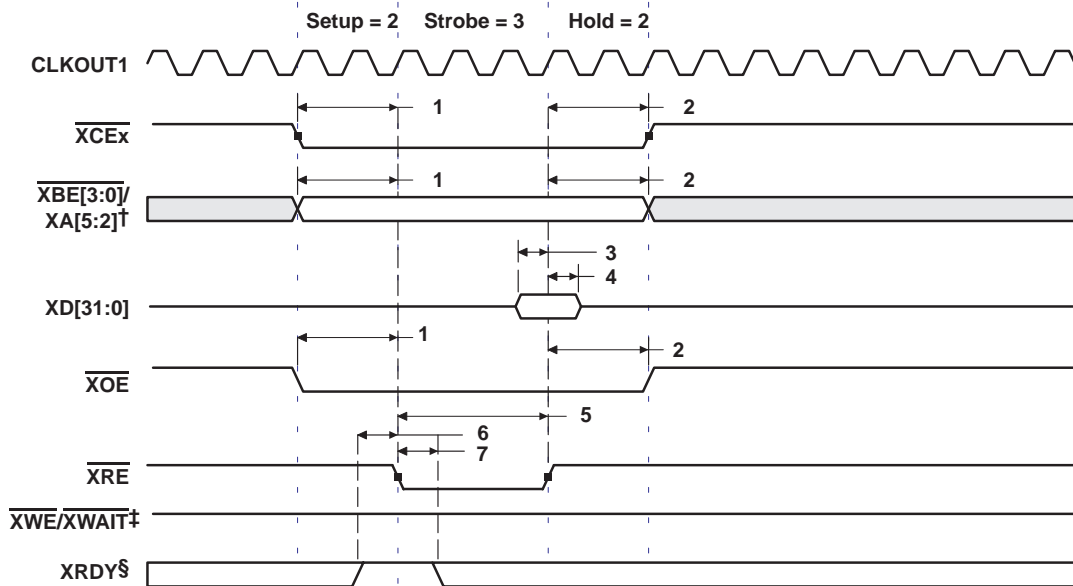 Setup = 2 Strobe = 3 Hold = 2
CLKOUT1
1 2
XCEx
1 2
XBE[3:0]/
XA[5:2]†
3
4
XD[31:0]
1
2
XOE
5
6
7
XRE
XWE/XWAIT‡
XRDY§